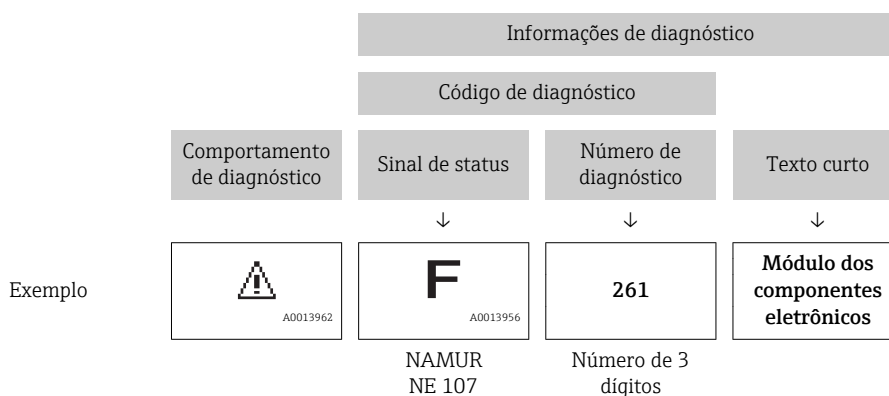 Informações de diagnóstico
Código de diagnóstico
Comportamento
de diagnóstico
Sinal de status
Número de
diagnóstico
Texto curto
↓ ↓ ↓
Exemplo
A0013962
F
A0013956
261
Módulo dos
componentes
eletrônicos
NAMUR
NE 107
Número de 3
dígitos